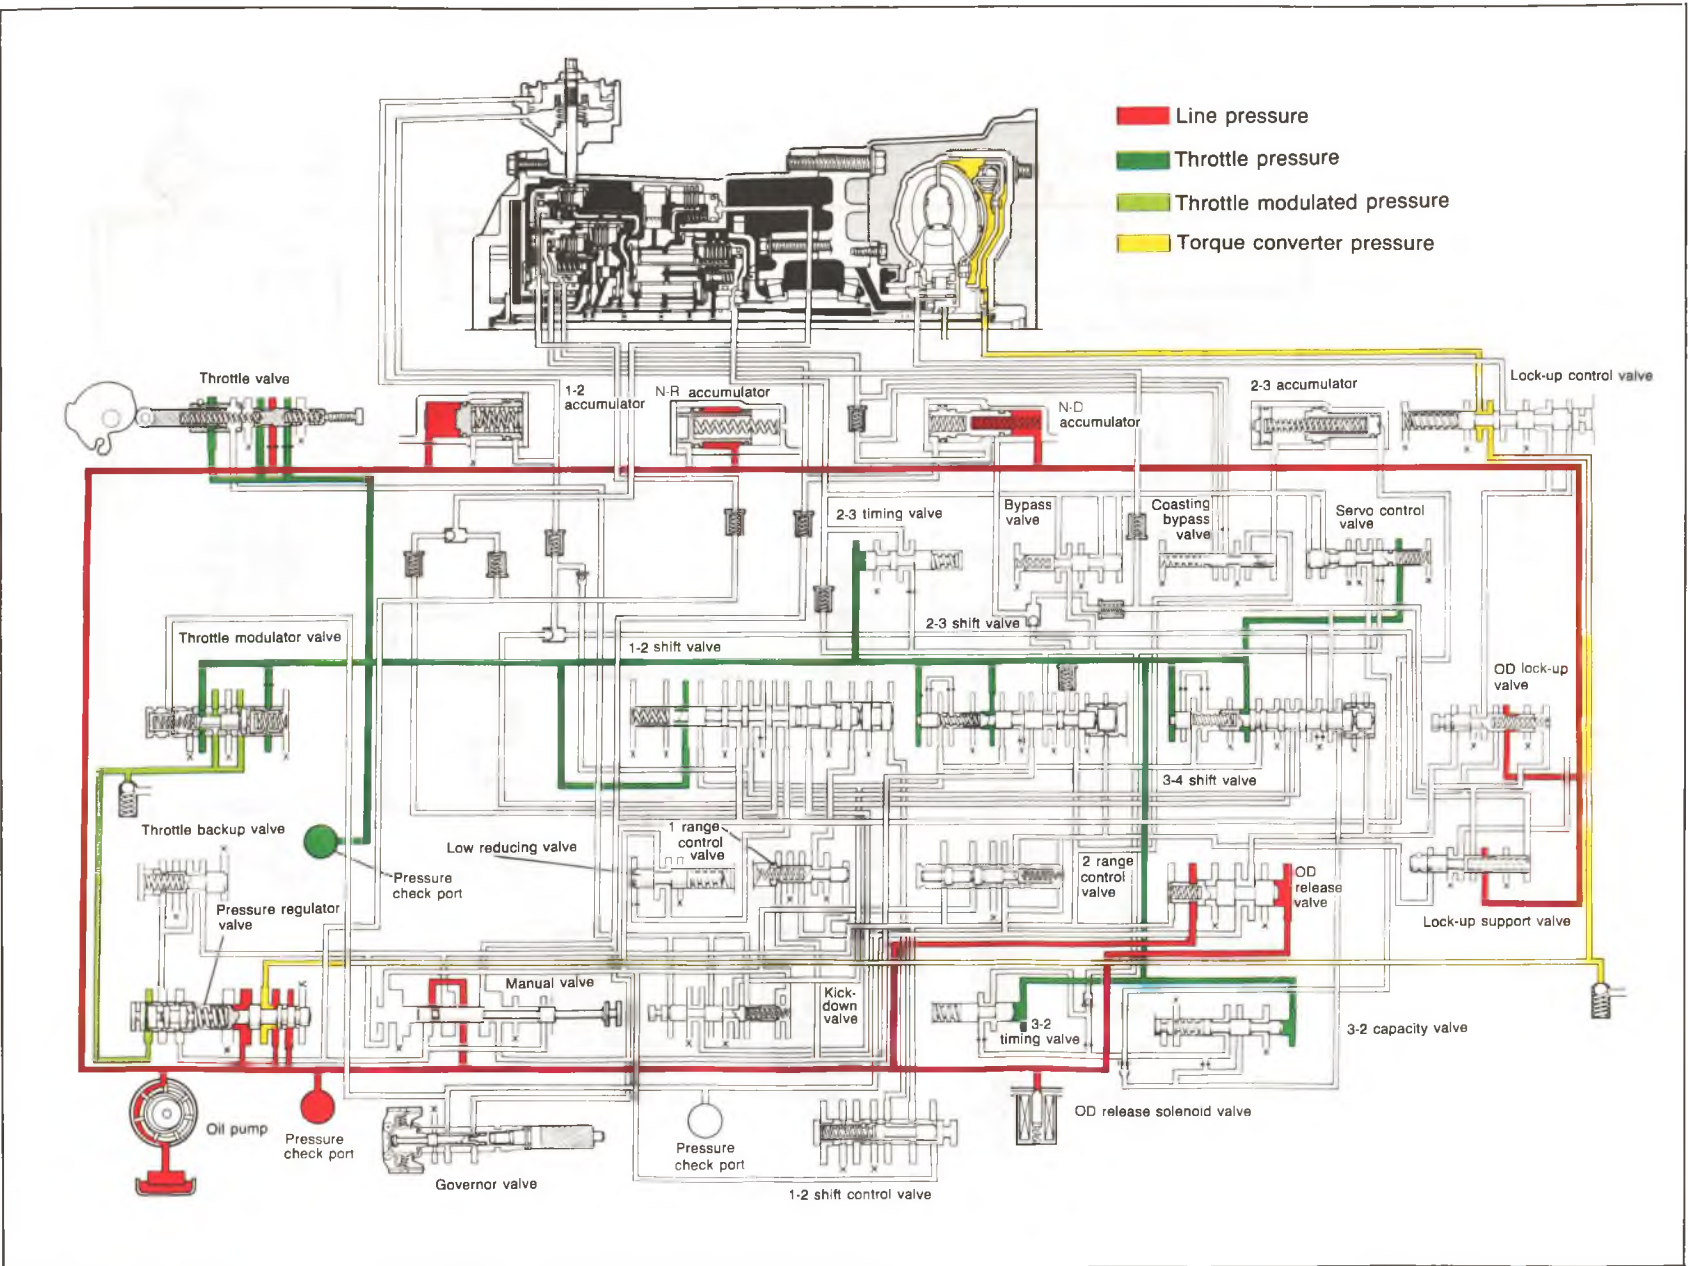 Line pressure
Throttle pressure
Throttle modulated pressure
Torque converter pressure
Throttle valve
1-2
accumulator
N-R accumulator
N-D
accumulator
2-3 accumulator
Lock-up control valve
2-3 timing valve
Bypass
valve
Coasting
bypass
valve
Servo control
valve
Throttle modulator valve
1-2 shift valve
2-3 shift valve
OD lock-up
valve
3-4 shift valve
Throttle backup valve
Pressure
check port
Low reducing valve
1 range
control
valve
2 range
control
valve
OD
release
valve
Lock-up support valve
Pressure regulator
valve
Manual valve
Kick-
down
valve
3-2
timing valve
3-2 capacity valve
Oil pump
Pressure
check port
Governor valve
Pressure
check port
1-2 shift control valve
OD release solenoid valve